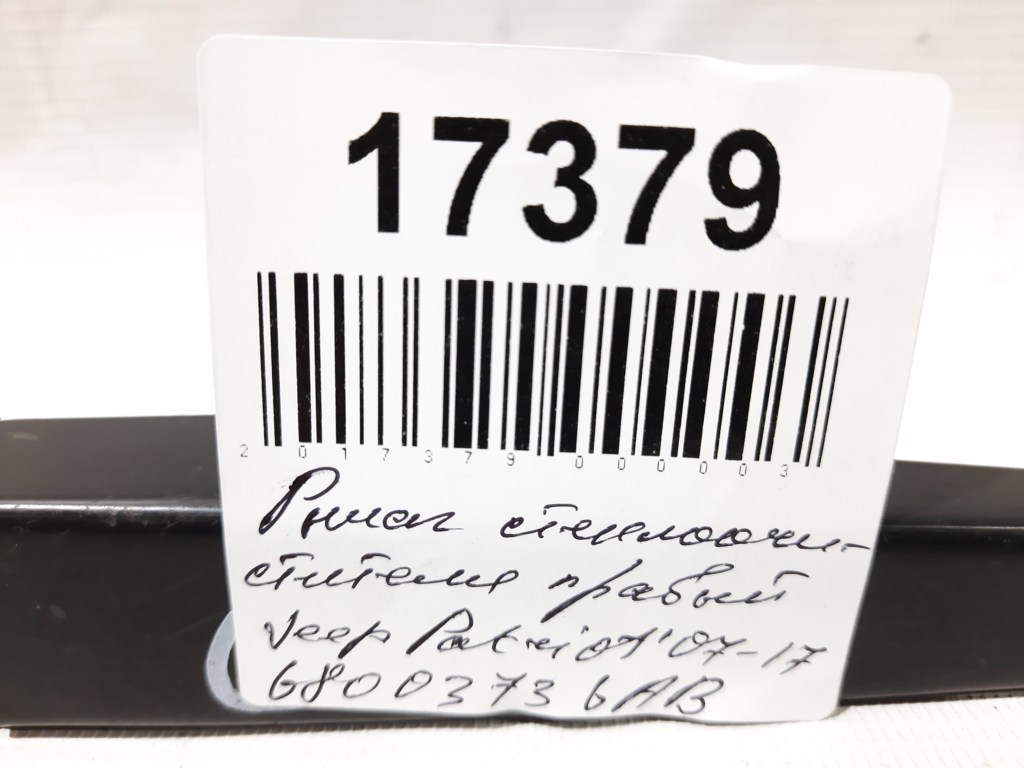 17379
2 017379 000003
Рычаг стеклоочи-
стителя правый
Jeep Patriot'07-17
68003736AB